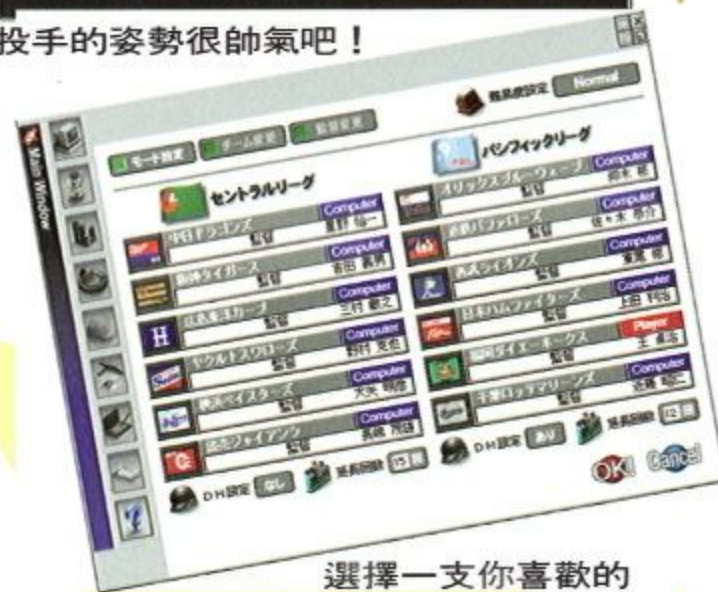 投手的姿勢很帥氣吧！
Main Window
難易度設定 Normal
モード設定 チーム変更 監督変更
セントラルリーグ
パシフィックリーグ
中日ドラゴンズ Computer
監督 星野 仙一
阪神タイガース Computer
監督 吉田 義男
広島東洋カープ Computer
監督 三村 敏之
ヤクルトスワローズ Computer
監督 野村 克也
横浜ベイスターズ Computer
監督 大矢 明彦
読売ジャイアンツ Computer
監督 長嶋 茂雄
DH設定 なし 延長回数 15 回
オリックスブルーウェーブ Computer
監督 仰木 彬
近鉄バファローズ Computer
監督 佐々木 恭介
西武ライオンズ Computer
監督 東尾 修
日本ハムファイターズ Computer
監督 上田 利治
福岡ダイエーホークス Player
監督 王 貞治
千葉ロッテマリーンズ Computer
監督 近藤 昭仁
DH設定 あり 延長回数 12 回
OK! Cancel
選擇一支你喜歡的